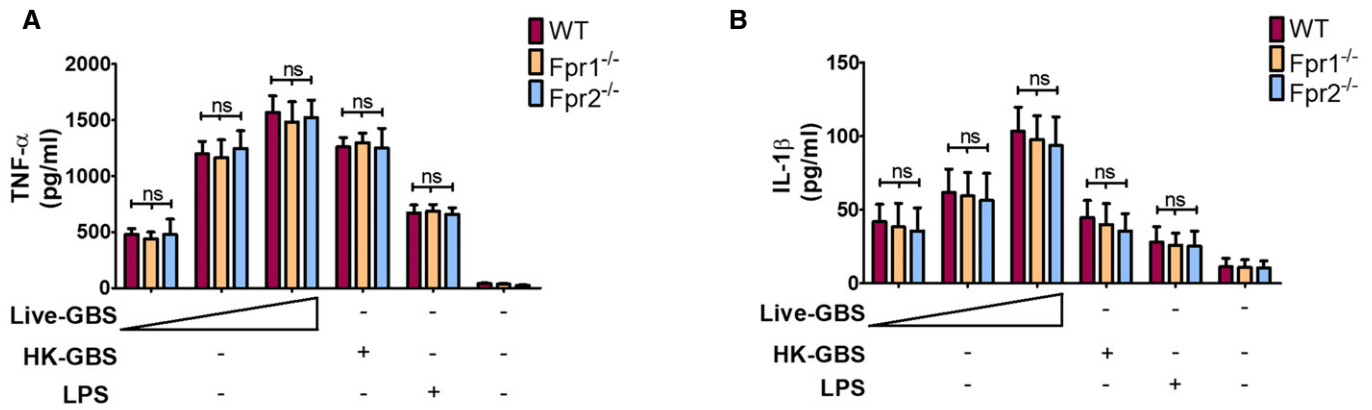 A
WT
Fpr1-/-
Fpr2-/-
TNF-α
(pg/ml)
2000
1500
1000
500
0
ns ns ns ns ns
Live-GBS - - -
HK-GBS - + - -
LPS - - + -
B
WT
Fpr1-/-
Fpr2-/-
IL-1β
(pg/ml)
150
100
50
0
ns ns ns ns ns
Live-GBS - - -
HK-GBS - + - -
LPS - - + -